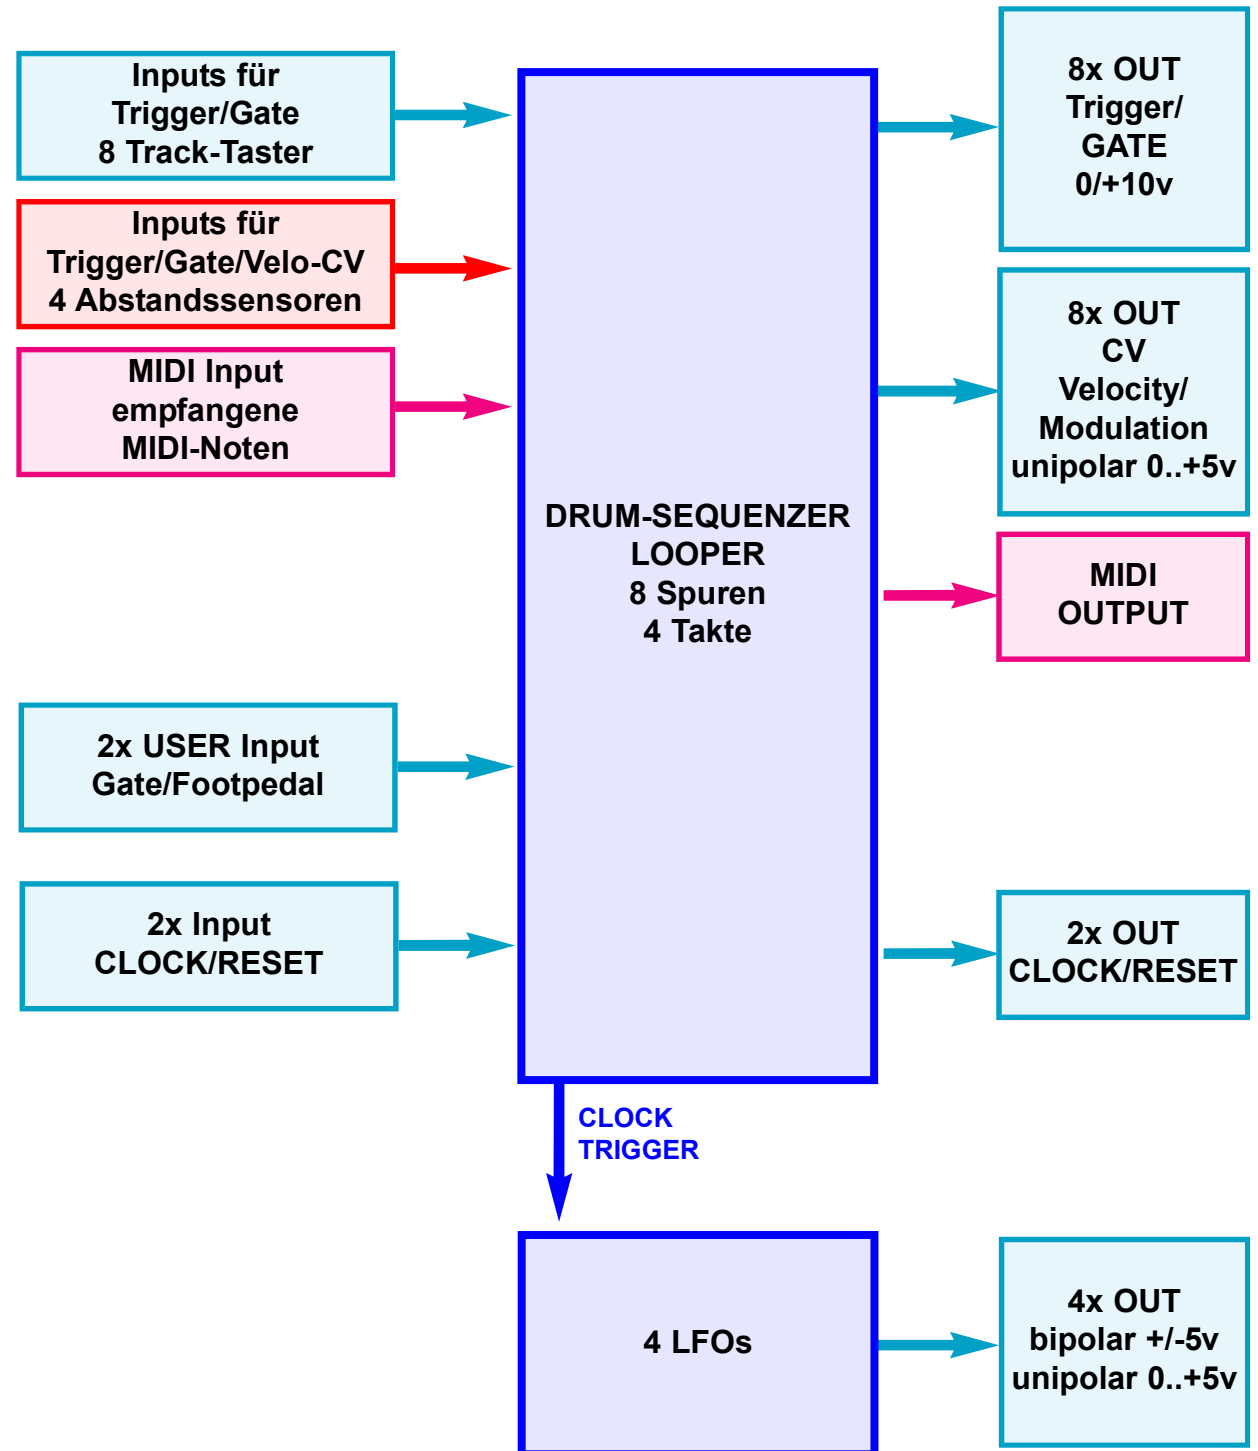 Inputs für
Trigger/Gate
8 Track-Taster
Inputs für
Trigger/Gate/Velo-CV
4 Abstandssensoren
MIDI Input
empfangene
MIDI-Noten
2x USER Input
Gate/Footpedal
2x Input
CLOCK/RESET
DRUM-SEQUENZER
LOOPER
8 Spuren
4 Takte
CLOCK
TRIGGER
4 LFOs
8x OUT
Trigger/
GATE
0/+10v
8x OUT
CV
Velocity/
Modulation
unipolar 0..+5v
MIDI
OUTPUT
2x OUT
CLOCK/RESET
4x OUT
bipolar +/-5v
unipolar 0..+5v